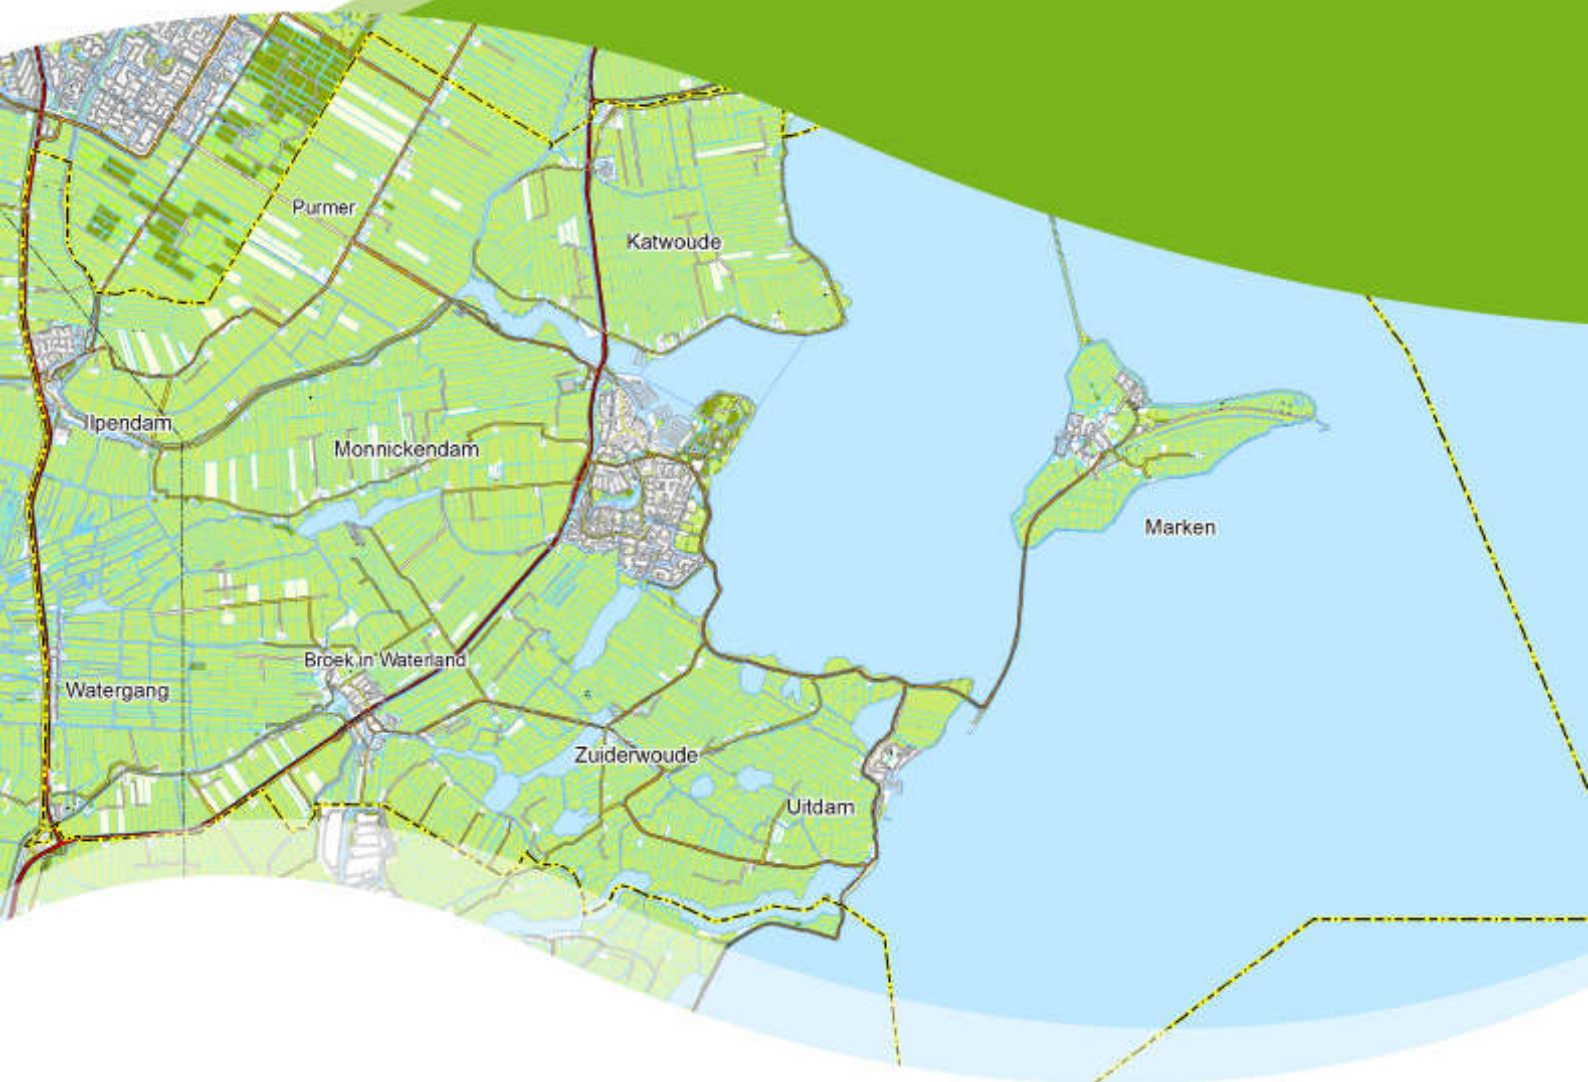 Purmer
Katwoude
Ilpendam
Monnickendam
Marken
Broek in Waterland
Watergang
Zuiderwoude
Uitdam